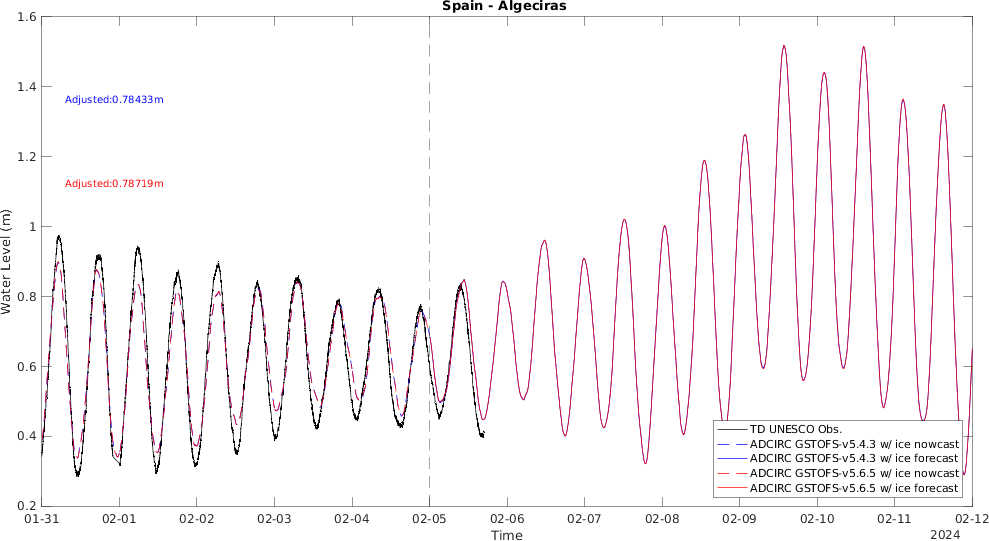 Spain - Algeciras
1.6
1.4
1.2
1
0.8
0.6
0.4
0.2
Water Level (m)
Adjusted:0.78433m
Adjusted:0.78719m
TD UNESCO Obs.
ADCIRC GSTOFS-v5.4.3 w/ ice nowcast
ADCIRC GSTOFS-v5.4.3 w/ ice forecast
ADCIRC GSTOFS-v5.6.5 w/ ice nowcast
ADCIRC GSTOFS-v5.6.5 w/ ice forecast
01-31 02-01 02-02 02-03 02-04 02-05 02-06 02-07 02-08 02-09 02-10 02-11 02-12
Time
2024